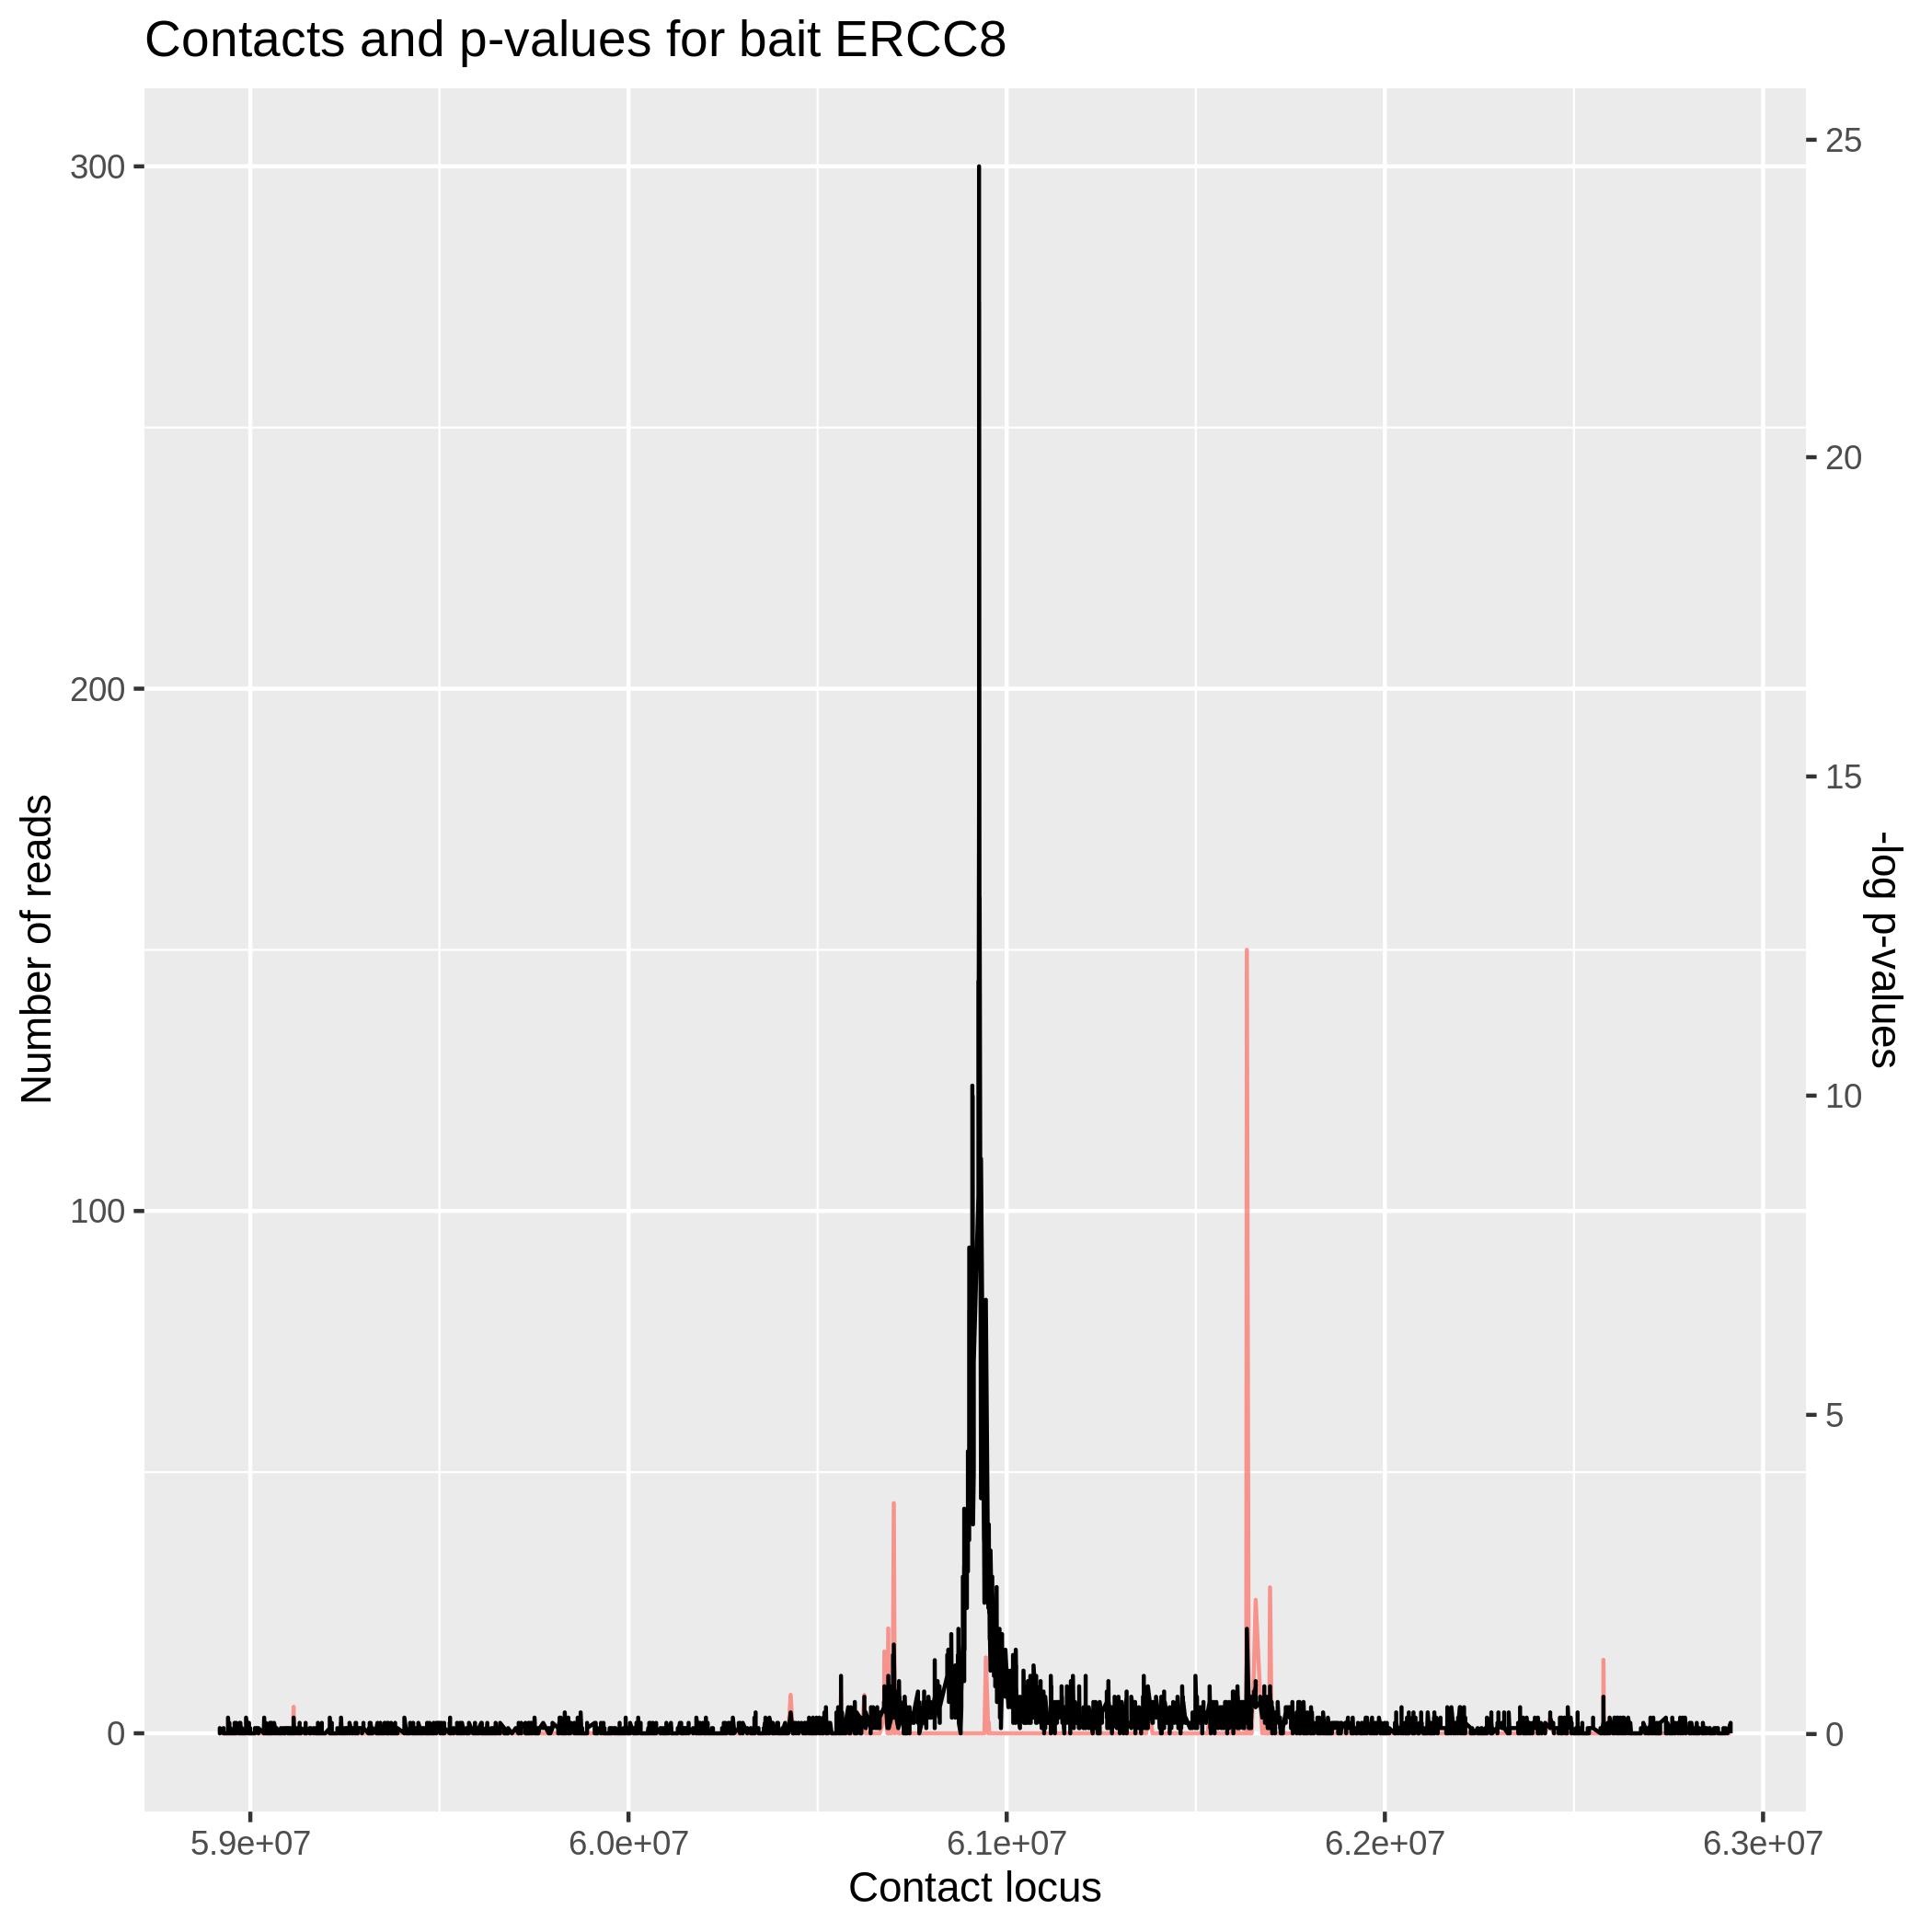 Contacts and p-values for bait ERCC8
Number of reads
300
200
100
0
25
20
15
10
5
0
-log p-values
5.9e+07
6.0e+07
6.1e+07
6.2e+07
6.3e+07
Contact locus